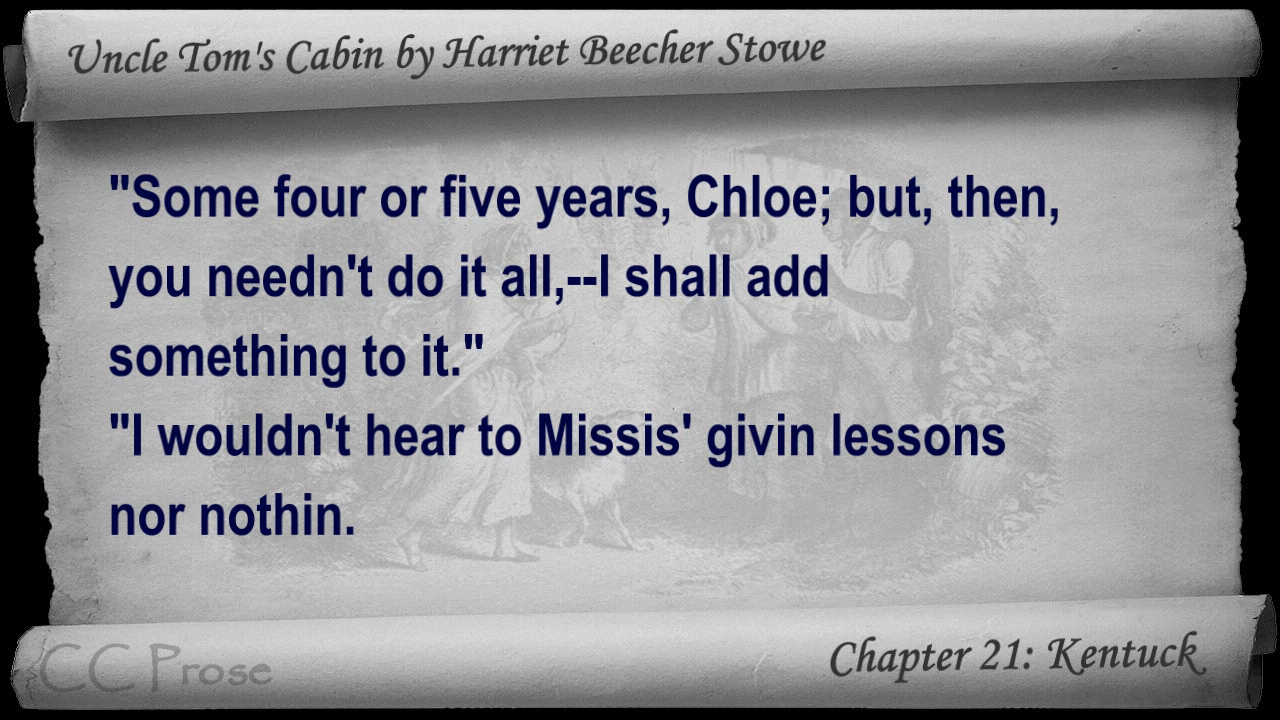 Uncle Tom's Cabin by Harriet Beecher Stowe
"Some four or five years, Chloe; but, then,
you needn't do it all,--I shall add
something to it."
"I wouldn't hear to Missis' givin lessons
nor nothin.
CC Prose
Chapter 21: Kentuck